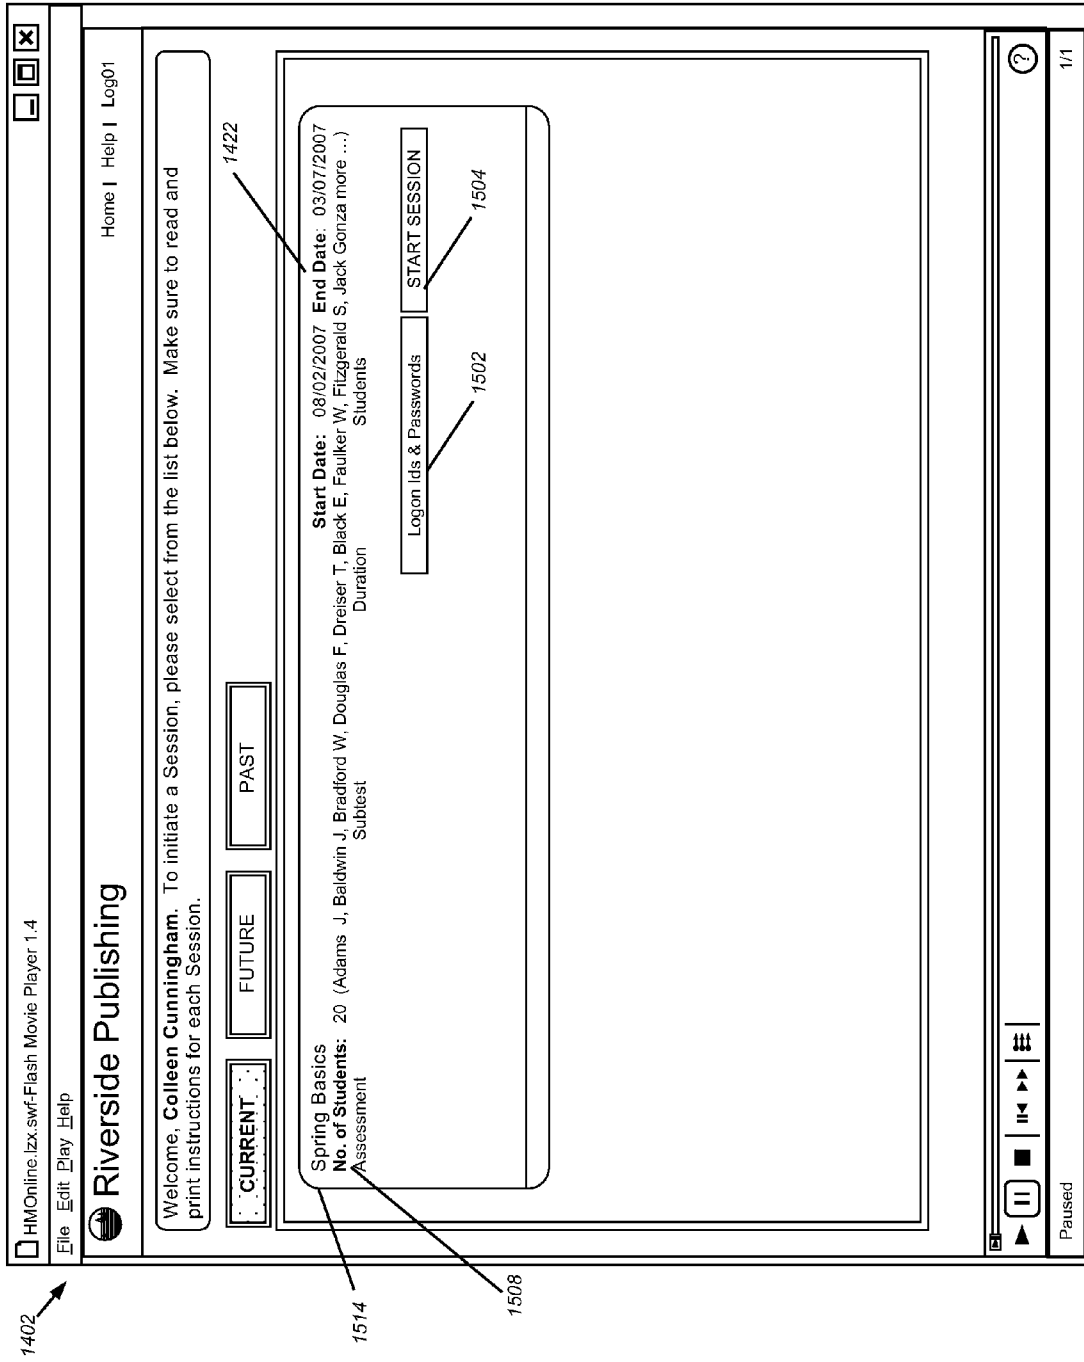 1402
HMOnline.lzx.swf-Flash Movie Player 1.4
File Edit Play Help
Riverside Publishing
Home | Help | Log01
Welcome, Colleen Cunningham. To initiate a Session, please select from the list below. Make sure to read and
print instructions for each Session.
CURRENT
FUTURE
PAST
1422
Spring Basics
Start Date: 08/02/2007 End Date: 03/07/2007
No. of Students: 20 (Adams J, Baldwin J, Bradford W, Douglas F, Dreiser T, Black E, Faulker W, Fitzgerald S, Jack Gonza more ...)
Assessment Subtest Duration Students
Logon Ids & Passwords
START SESSION
1514
1502
1504
1508
?
Paused
1/1